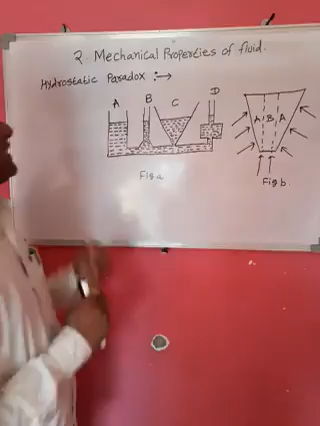 2. Mechanical Properties of fluid.
Hydrostatic Paradox :→
A B C D
A B A
Fig.a
Fig b.